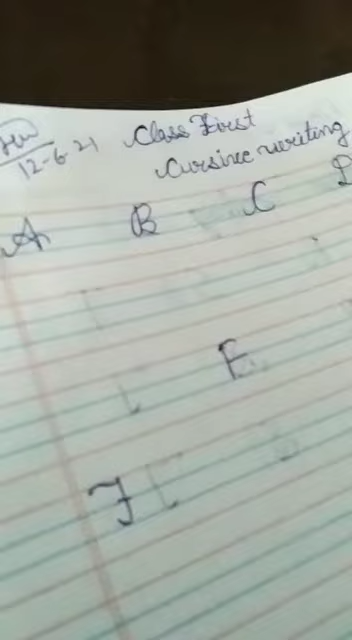 HW Class First
12-6-21 Cursive writing
A B C D
E
F